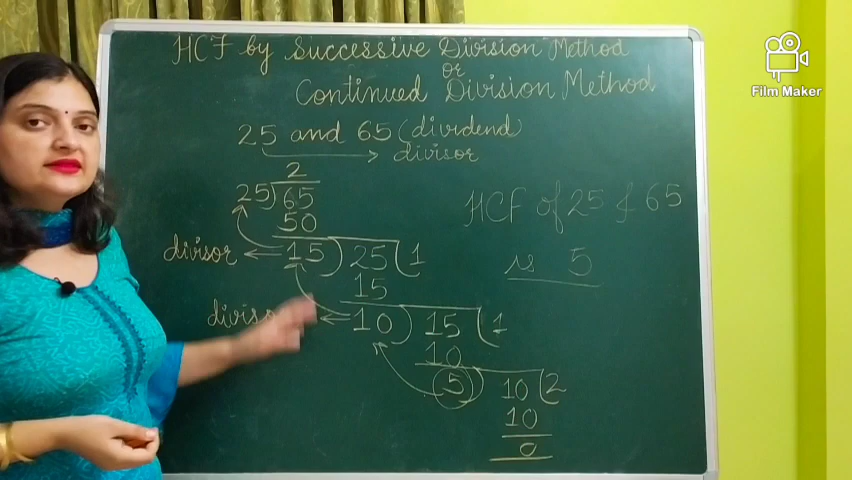 HCF by Successive Division Method
or
Continued Division Method
25 and 65 (dividend)
divisor
2
25) 65
50
divisor ← 15) 25 (1
15
divisor ← 10) 15 (1
10
5) 10 (2
10
0
HCF of 25 & 65
is 5
Film Maker